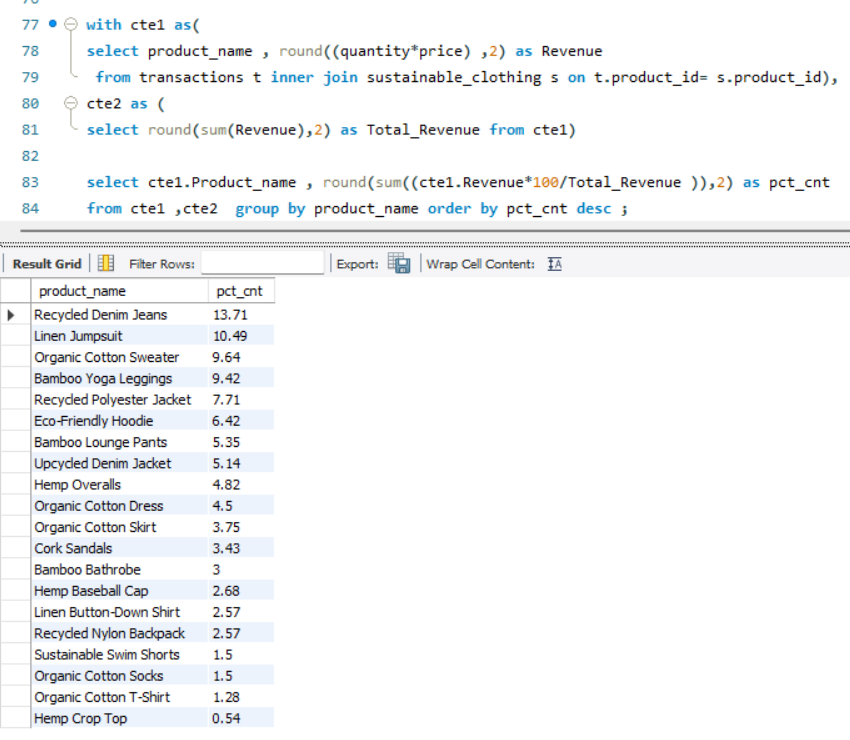 76
77 with cte1 as(
78 select product_name , round((quantity*price) ,2) as Revenue
79 from transactions t inner join sustainable_clothing s on t.product_id= s.product_id),
80 cte2 as (
81 select round(sum(Revenue),2) as Total_Revenue from cte1)
82
83 select cte1.Product_name , round(sum((cte1.Revenue*100/Total_Revenue )),2) as pct_cnt
84 from cte1 ,cte2 group by product_name order by pct_cnt desc ;
Result Grid Filter Rows: Export: Wrap Cell Content: IA
product_name pct_cnt
Recycled Denim Jeans 13.71
Linen Jumpsuit 10.49
Organic Cotton Sweater 9.64
Bamboo Yoga Leggings 9.42
Recycled Polyester Jacket 7.71
Eco-Friendly Hoodie 6.42
Bamboo Lounge Pants 5.35
Upcycled Denim Jacket 5.14
Hemp Overalls 4.82
Organic Cotton Dress 4.5
Organic Cotton Skirt 3.75
Cork Sandals 3.43
Bamboo Bathrobe 3
Hemp Baseball Cap 2.68
Linen Button-Down Shirt 2.57
Recycled Nylon Backpack 2.57
Sustainable Swim Shorts 1.5
Organic Cotton Socks 1.5
Organic Cotton T-Shirt 1.28
Hemp Crop Top 0.54